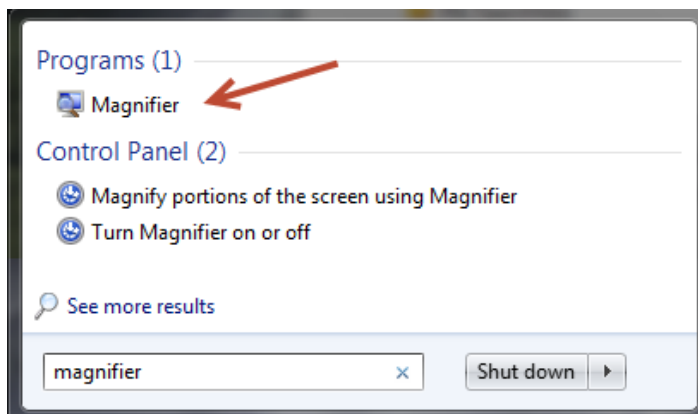 Programs (1)
Magnifier
Control Panel (2)
Magnify portions of the screen using Magnifier
Turn Magnifier on or off
See more results
magnifier
Shut down